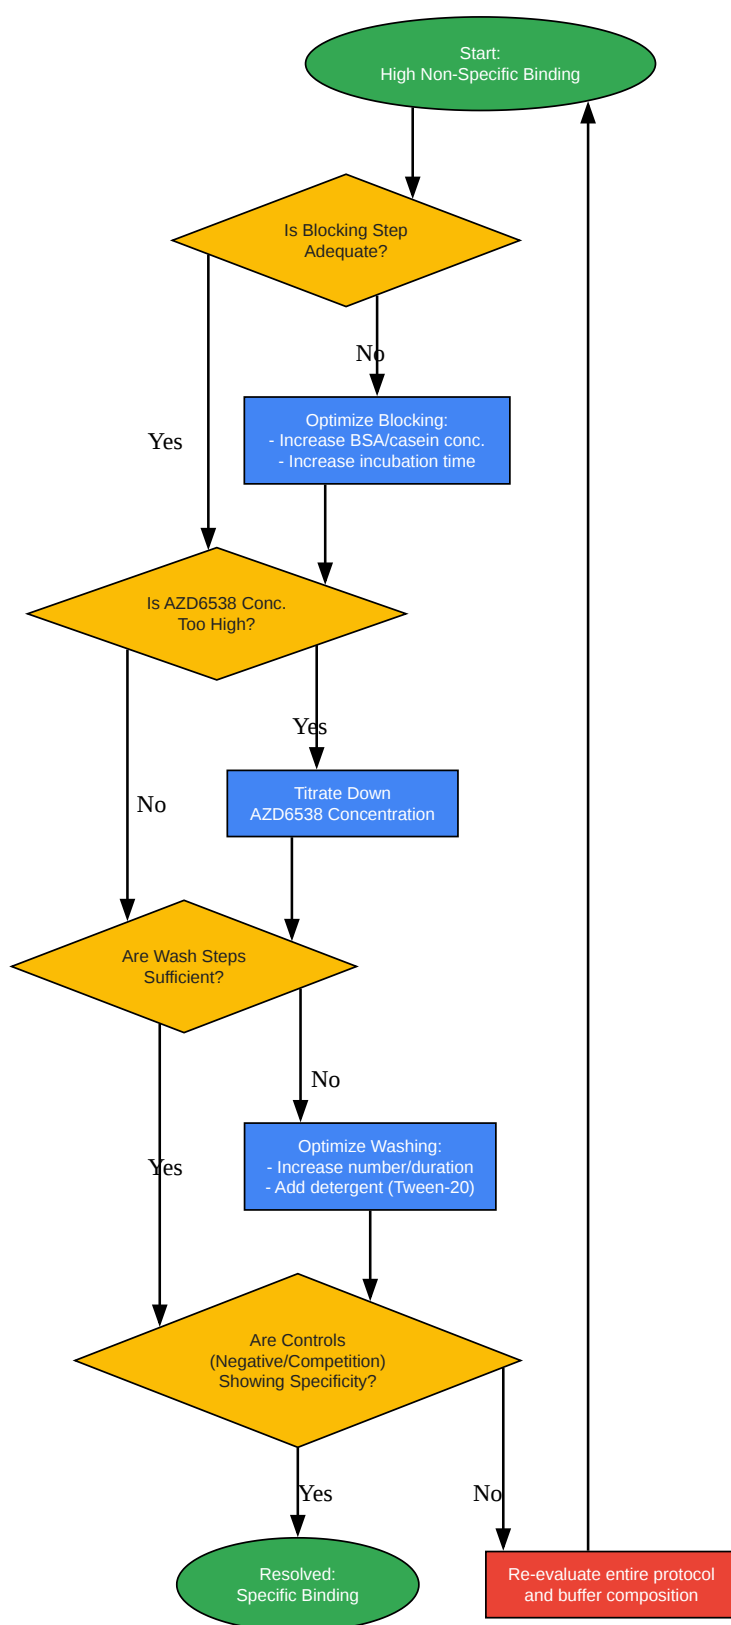 Start:
High Non-Specific Binding
Is Blocking Step
Adequate?
No
Yes
Optimize Blocking:
- Increase BSA/casein conc.
- Increase incubation time
Is AZD6538 Conc.
Too High?
Yes
No
Titrate Down
AZD6538 Concentration
Are Wash Steps
Sufficient?
No
Yes
Optimize Washing:
- Increase number/duration
- Add detergent (Tween-20)
Are Controls
(Negative/Competition)
Showing Specificity?
Yes
No
Resolved:
Specific Binding
Re-evaluate entire protocol
and buffer composition